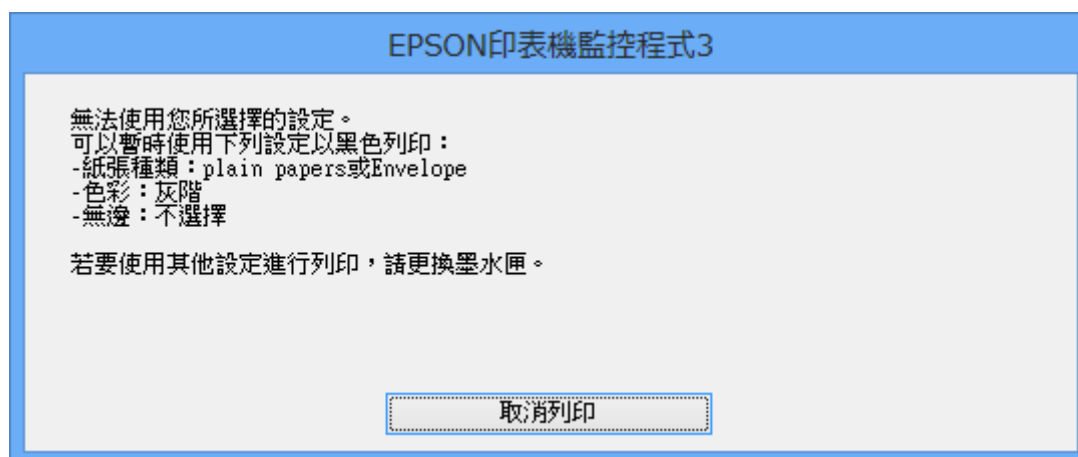 EPSON印表機監控程式3
無法使用您所選擇的設定。
可以暫時使用下列設定以黑色列印：
-紙張種類：plain papers或Envelope
-色彩：灰階
-無邊：不選擇
若要使用其他設定進行列印，請更換墨水匣。
取消列印